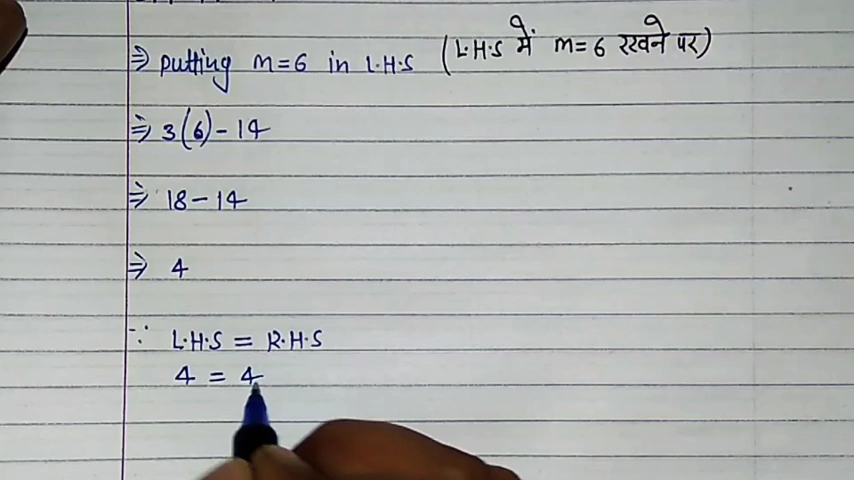 ⇒ putting m=6 in L.H.S (L.H.S में m=6 रखने पर)
⇒ 3(6)-14
⇒ 18-14
⇒ 4
∵ L.H.S = R.H.S
4 = 4